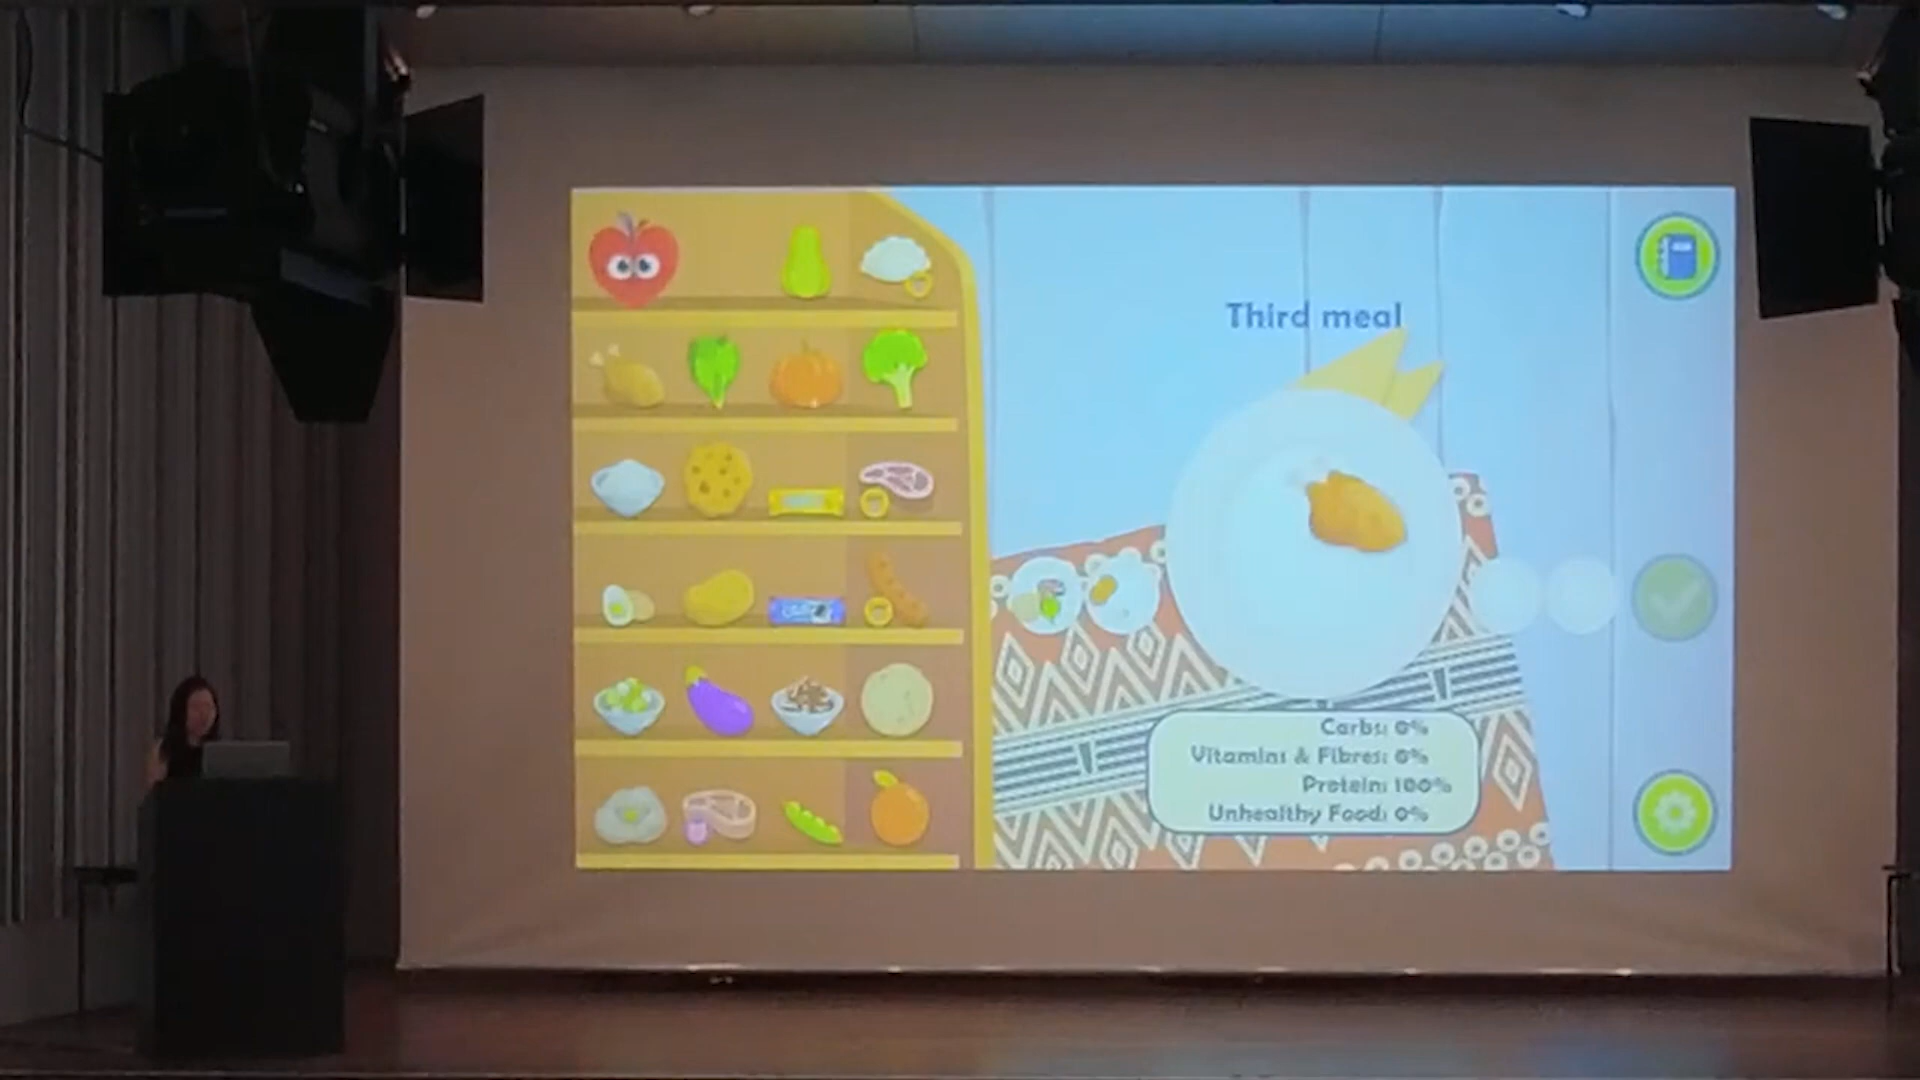 Third meal
Carbs: 0%
Vitamins & Fibres: 0%
Protein: 100%
Unhealthy Food: 0%